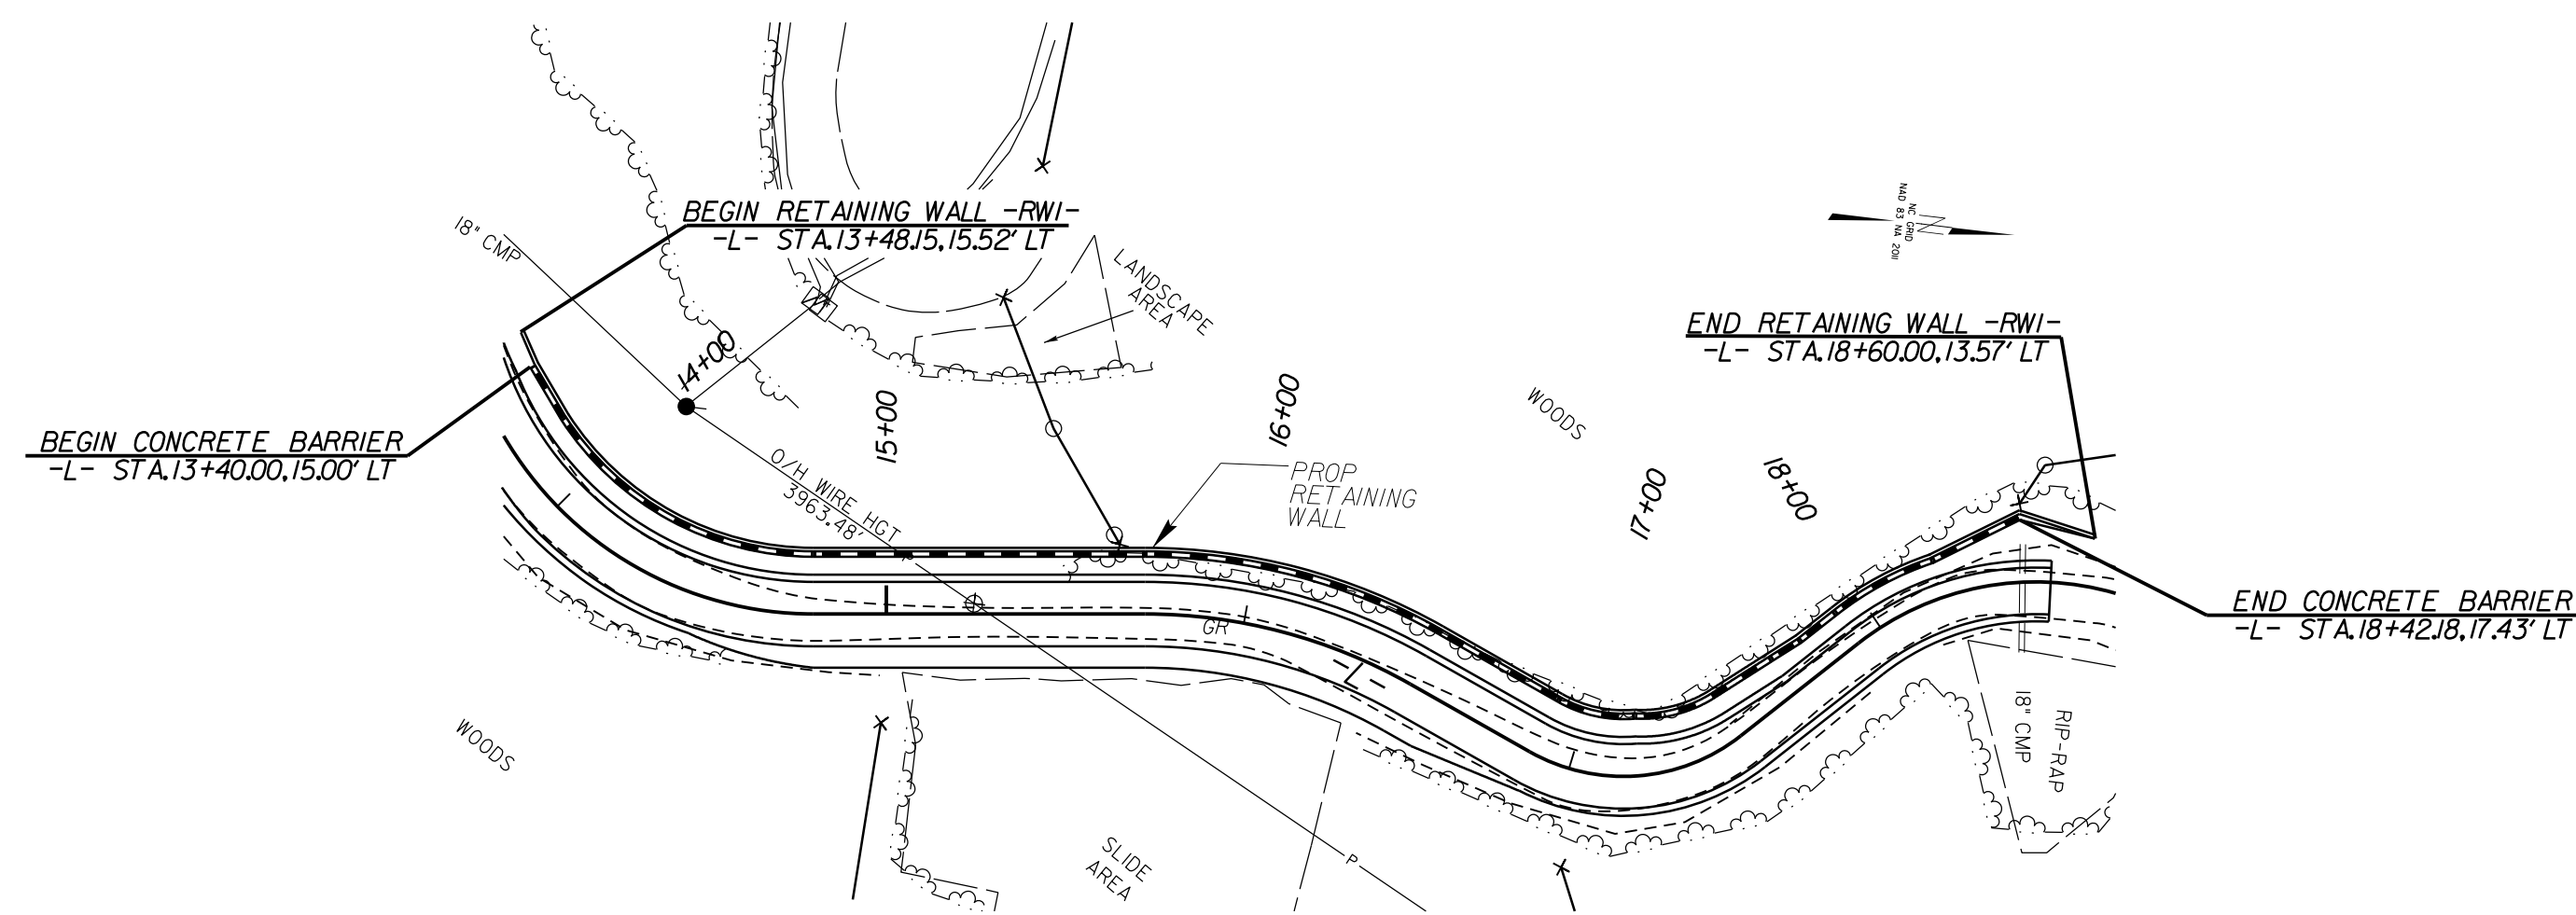 NAD 83 NA 2011
NC GRID
18" CMP
BEGIN RETAINING WALL -RW1-
-L- STA.13+48.15,15.52' LT
LANDSCAPE
AREA
END RETAINING WALL -RW1-
-L- STA.18+60.00,13.57' LT
14+00
15+00
16+00
WOODS
17+00
18+00
BEGIN CONCRETE BARRIER
-L- STA.13+40.00,15.00' LT
O/H WIRE HGT
3963.48'
PROP
RETAINING
WALL
P
GR
END CONCRETE BARRIER
-L- STA.18+42.18,17.43' LT
WOODS
18" CMP
RIP-RAP
SLIDE
AREA
P